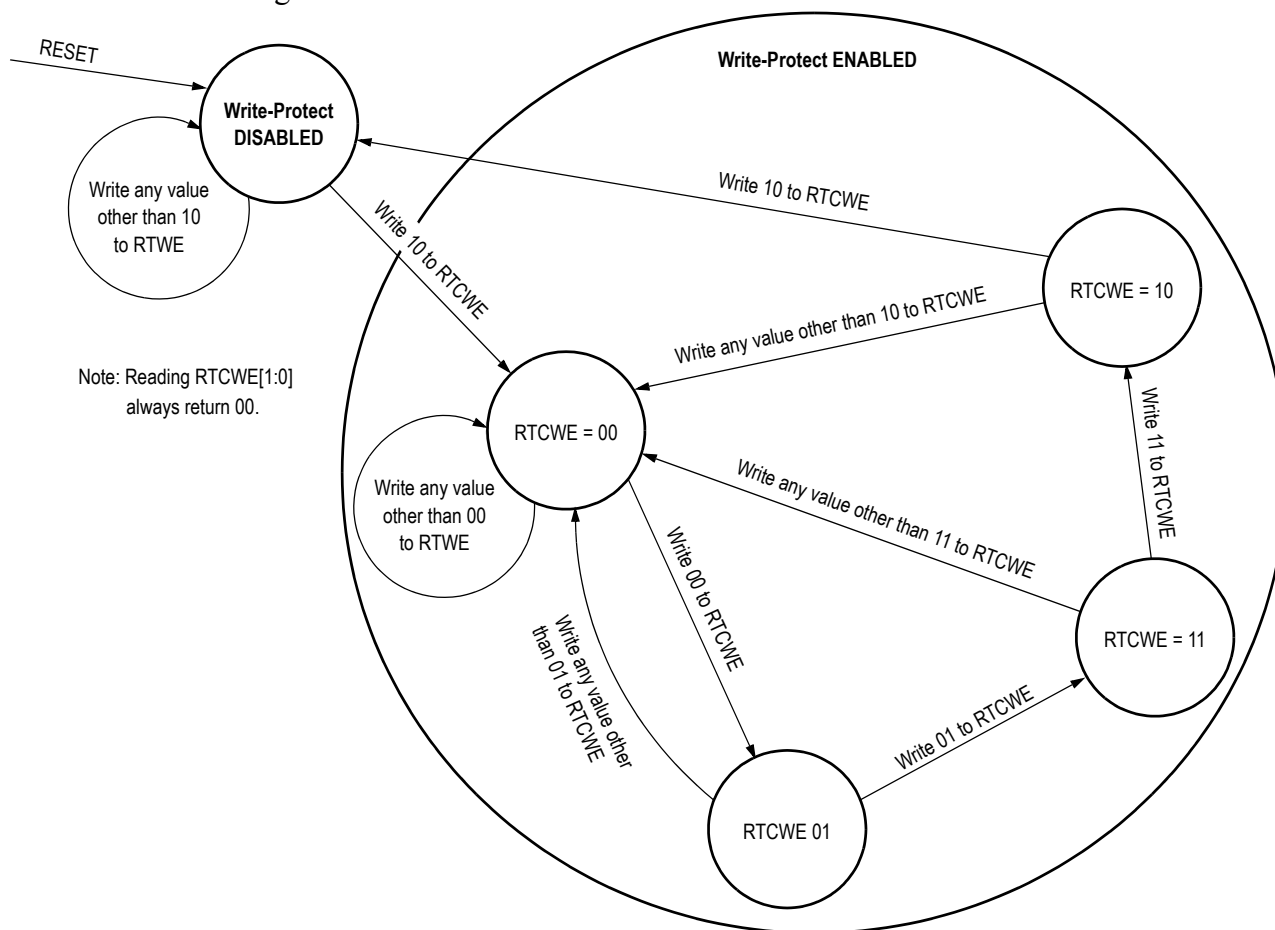 RESET
Write-Protect
DISABLED
Write-Protect ENABLED
Write any value
other than 10
to RTWE
Write 10 to RTCWE
Write 10 to RTCWE
RTCWE = 10
Write any value other than 10 to RTCWE
Note: Reading RTCWE[1:0]
always return 00.
RTCWE = 00
Write 11 to RTCWE
Write any value other than 11 to RTCWE
Write any value
other than 00
to RTWE
Write 00 to RTCWE
Write any value other
than 01 to RTCWE
RTCWE = 11
Write 01 to RTCWE
RTCWE 01